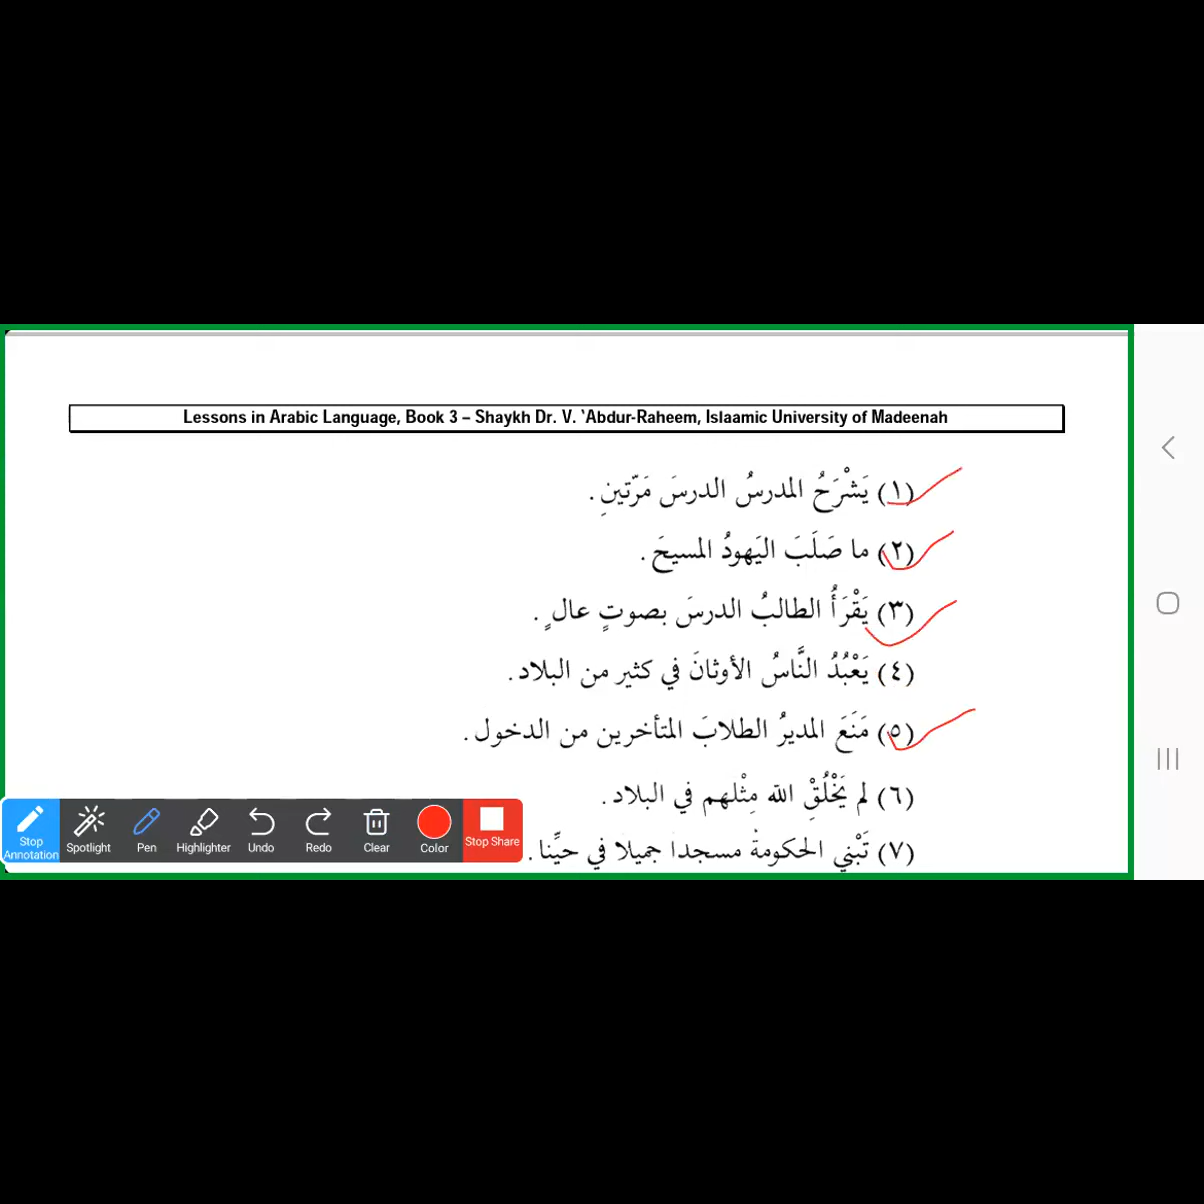 Lessons in Arabic Language, Book 3 – Shaykh Dr. V. ‘Abdur-Raheem, Islaamic University of Madeenah
(١) يَشْرَحُ المدرسُ الدرسَ مَرّتينِ .
(٢) ما صَلَبَ اليَهودُ المسيحَ .
(٣) يَقْرَأُ الطالبُ الدرسَ بصوتٍ عالٍ .
(٤) يَعْبُدُ النَّاسُ الأوثانَ في كثير من البلاد .
(٥) مَنَعَ المديرُ الطلابَ المتأخرين من الدخول .
(٦) لم يَخْلُقْ الله مِثْلهم في البلاد .
(٧) تَبْني الحكومةُ مسجداً جميلاً في حيِّنا .
Stop Annotation
Spotlight
Pen
Highlighter
Undo
Redo
Clear
Color
Stop Share